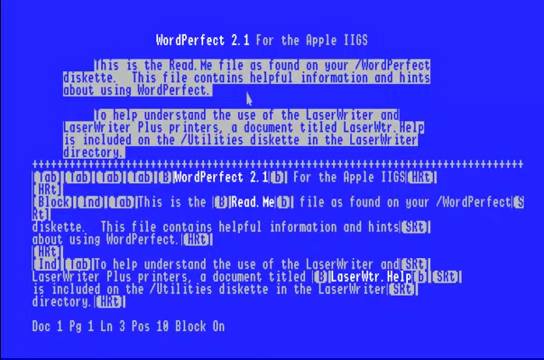 WordPerfect 2.1 For the Apple IIGS
This is the Read.Me file as found on your /WordPerfect
diskette. This file contains helpful information and hints
about using WordPerfect.
To help understand the use of the LaserWriter and
LaserWriter Plus printers, a document titled LaserWtr.Help
is included on the /Utilities diskette in the LaserWriter
directory.
[Tab][Tab][Tab][Tab][B]WordPerfect 2.1[b] For the Apple IIGS[HRt]
[HRt]
[Block][Ind][Tab]This is the [B]Read.Me[b] file as found on your /WordPerfect[S
Rt]
diskette. This file contains helpful information and hints[SRt]
about using WordPerfect.[HRt]
[HRt]
[Ind][Tab]To help understand the use of the LaserWriter and[SRt]
LaserWriter Plus printers, a document titled [B]LaserWtr.Help[b][SRt]
is included on the /Utilities diskette in the LaserWriter[SRt]
directory.[HRt]
Doc 1 Pg 1 Ln 3 Pos 10 Block On